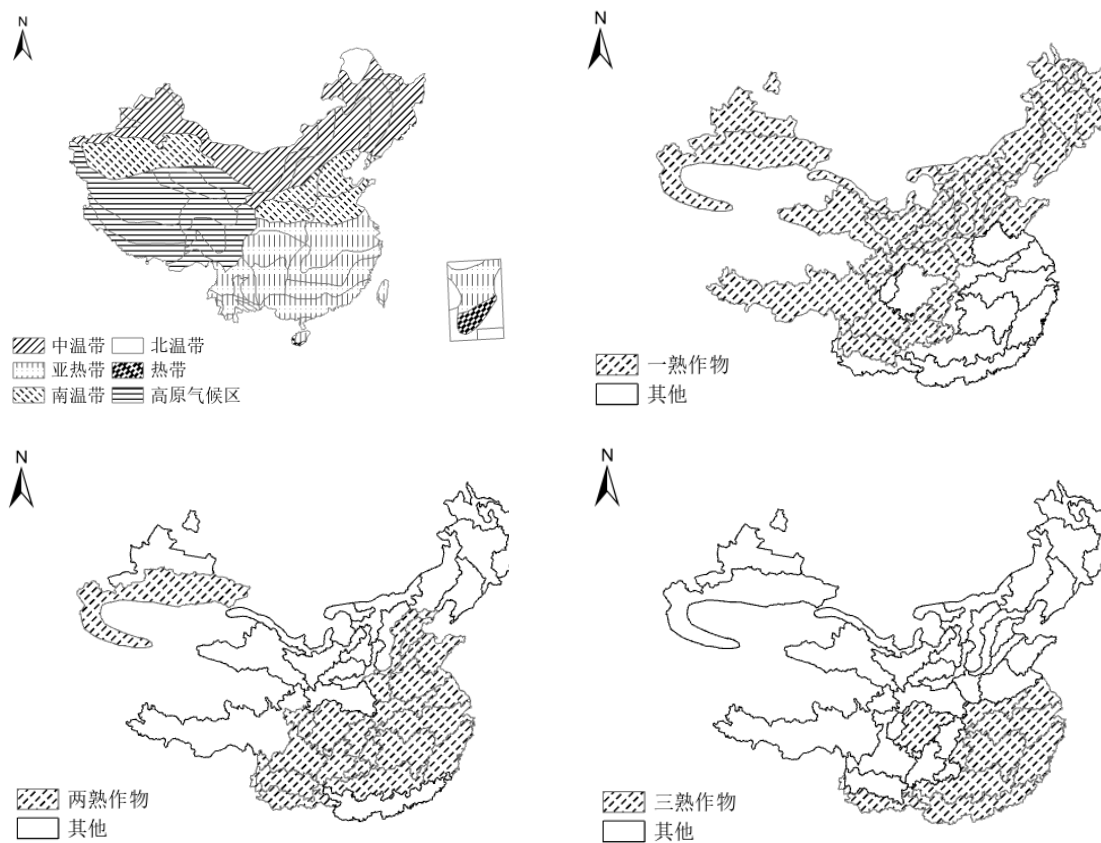 N
中温带 北温带
亚热带 热带
南温带 高原气候区
N
一熟作物
其他
N
两熟作物
其他
N
三熟作物
其他